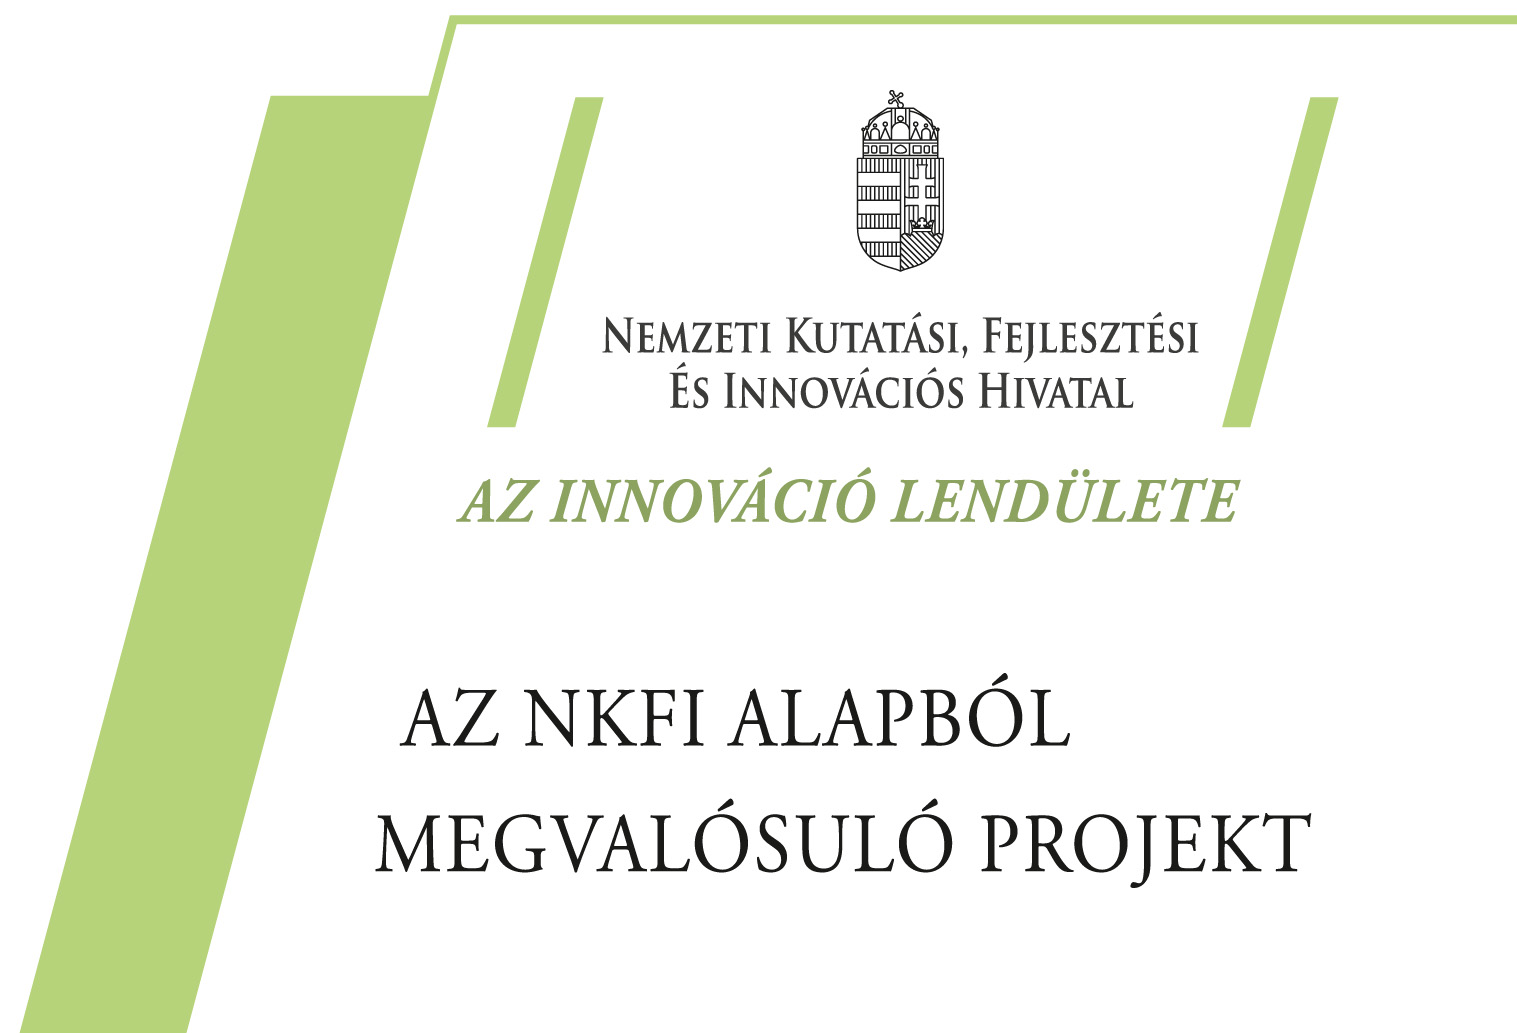 NEMZETI KUTATÁSI, FEJLESZTÉSI
ÉS INNOVÁCIÓS HIVATAL
AZ INNOVÁCIÓ LENDÜLETE
AZ NKFI ALAPBÓL
MEGVALÓSULÓ PROJEKT